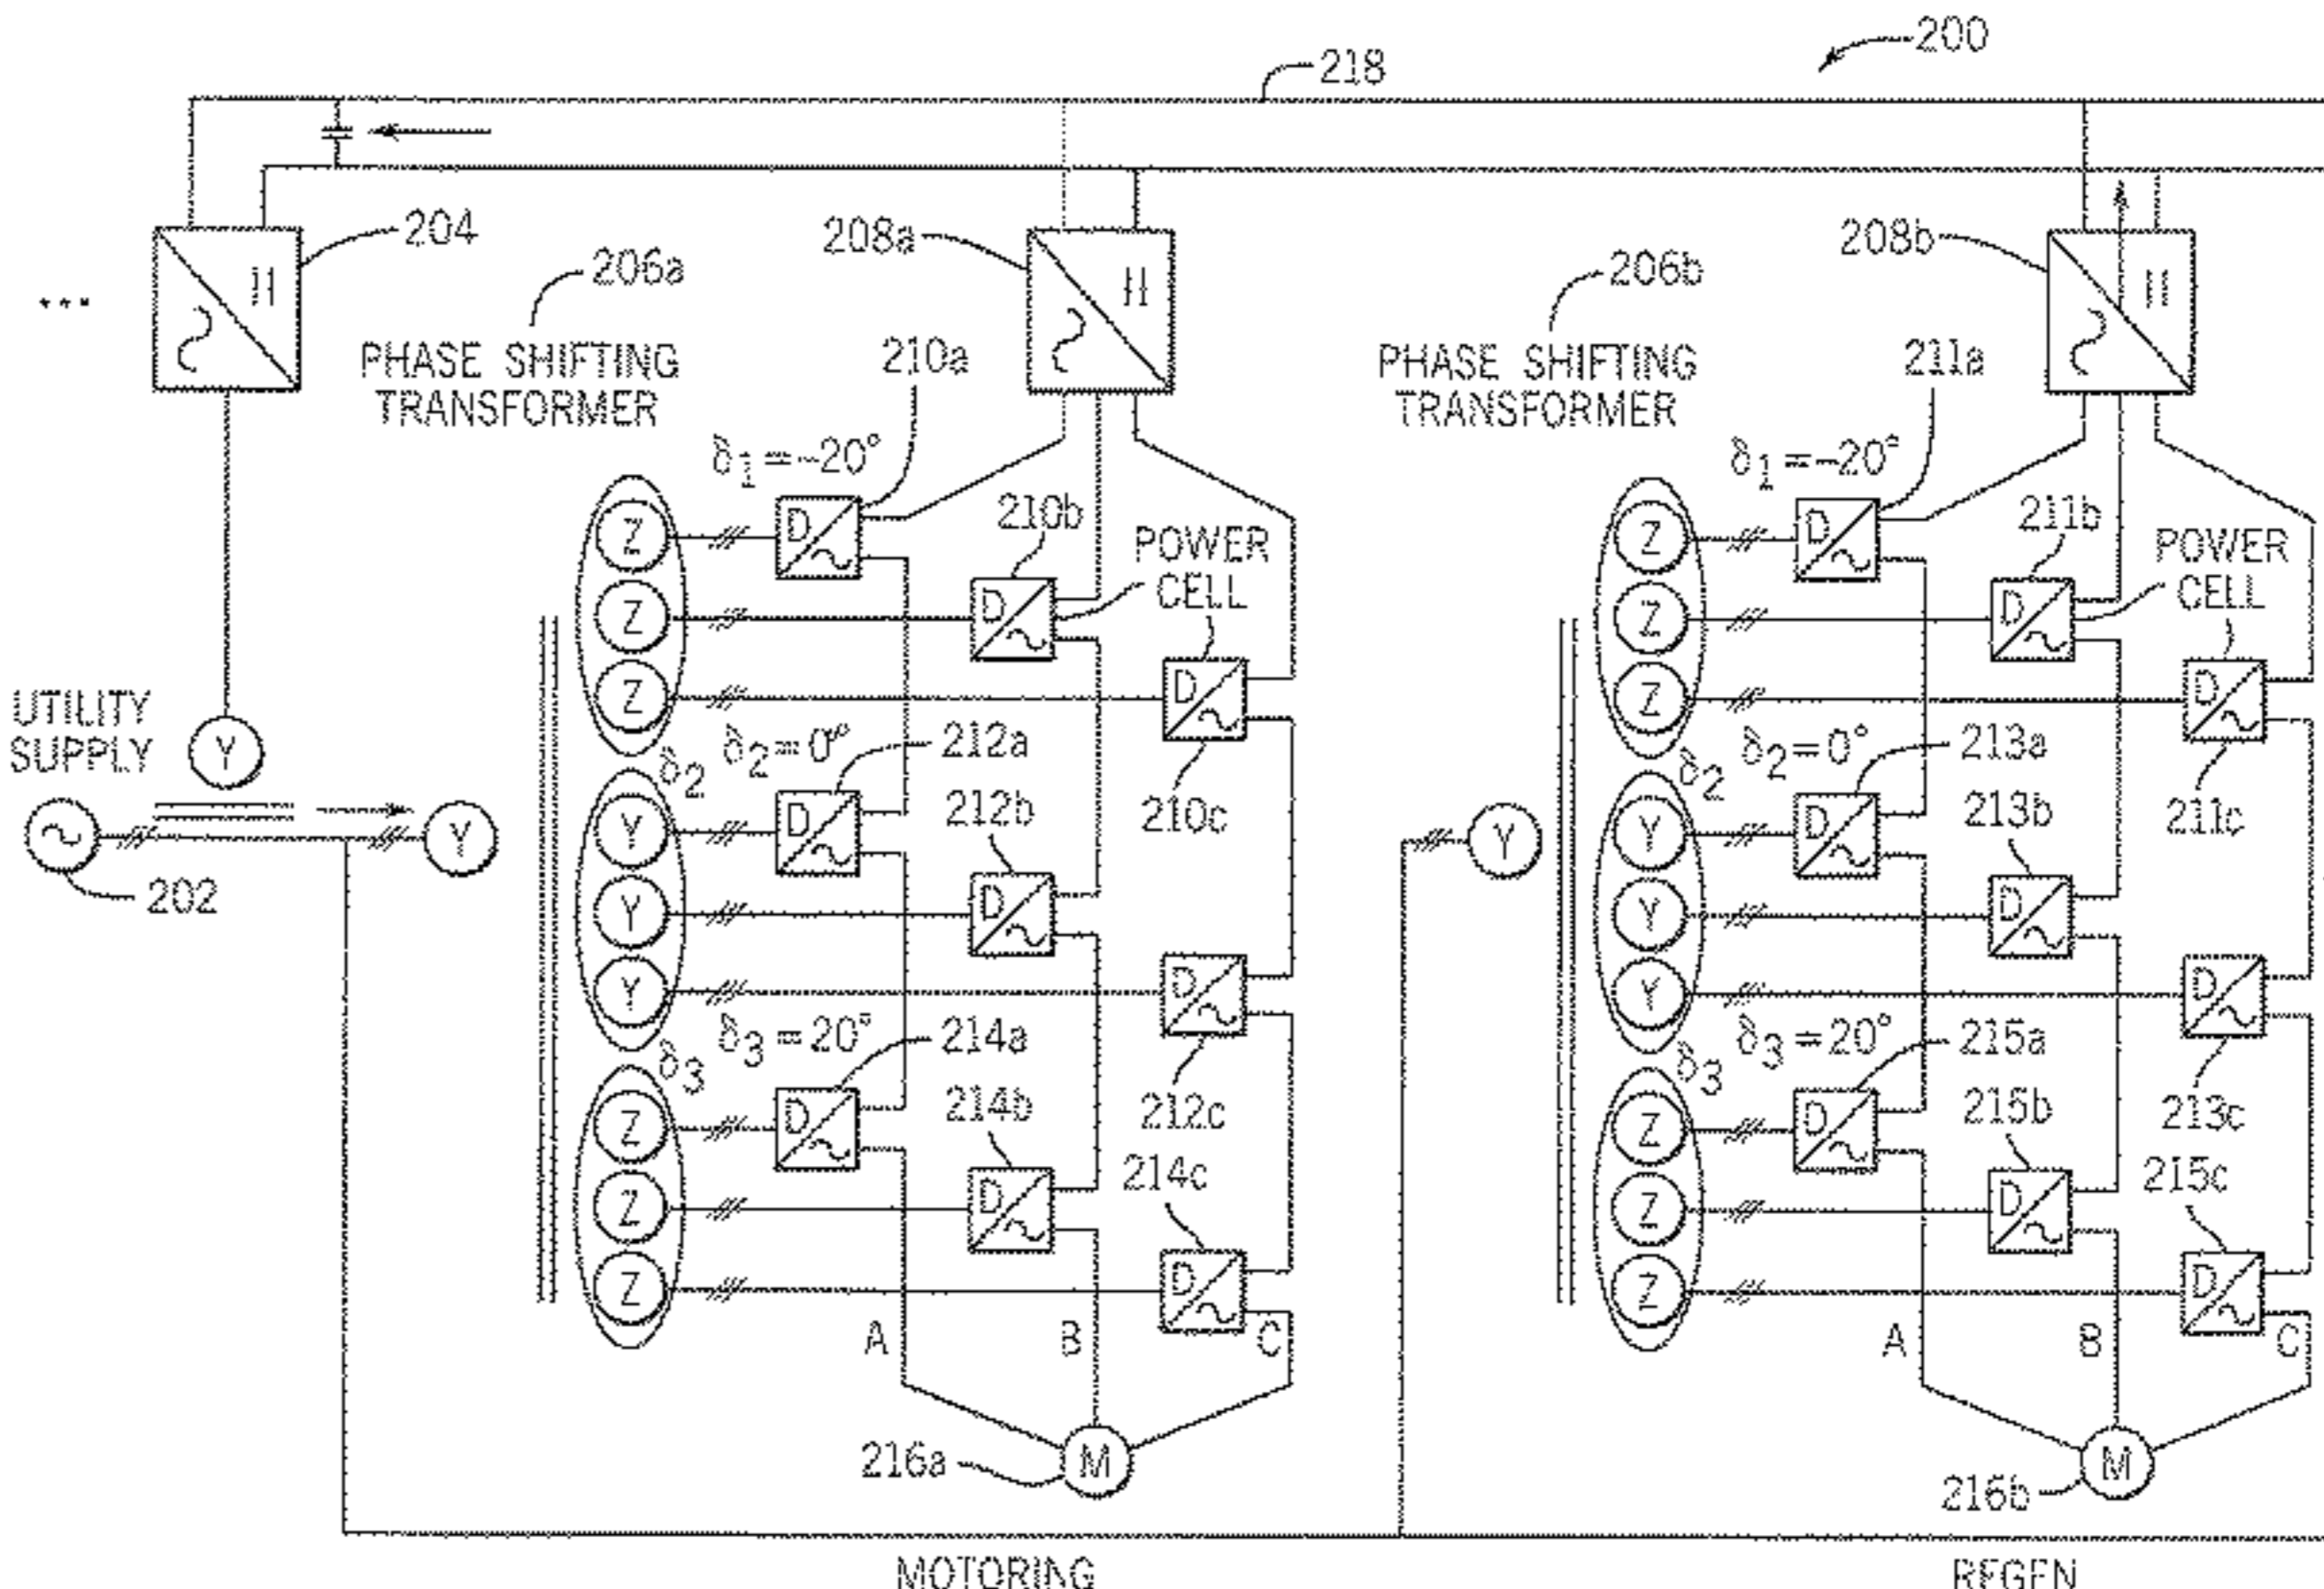 200
218
204
208a
208b
206a
206b
H
H
H
PHASE SHIFTING
TRANSFORMER
210a
PHASE SHIFTING
TRANSFORMER
211a
δ1 = -20°
δ1 = -20°
Z
D
210b
Z
D
211b
POWER
CELL
POWER
CELL
Z
D
Z
D
Z
D
Z
D
UTILITY
SUPPLY
Y
δ2
δ2 = 0°
212a
δ2
δ2 = 0°
213a
212b
210c
213b
211c
Y
Y
D
Y
Y
D
202
Y
D
Y
D
Y
D
Y
D
δ3
δ3 = 20°
214a
δ3
δ3 = 20°
215a
214b
212c
215b
213c
Z
D
Z
D
214c
215c
Z
D
Z
D
Z
D
Z
D
A
B
C
A
B
C
216a
M
216b
M
MOTORING
REGEN